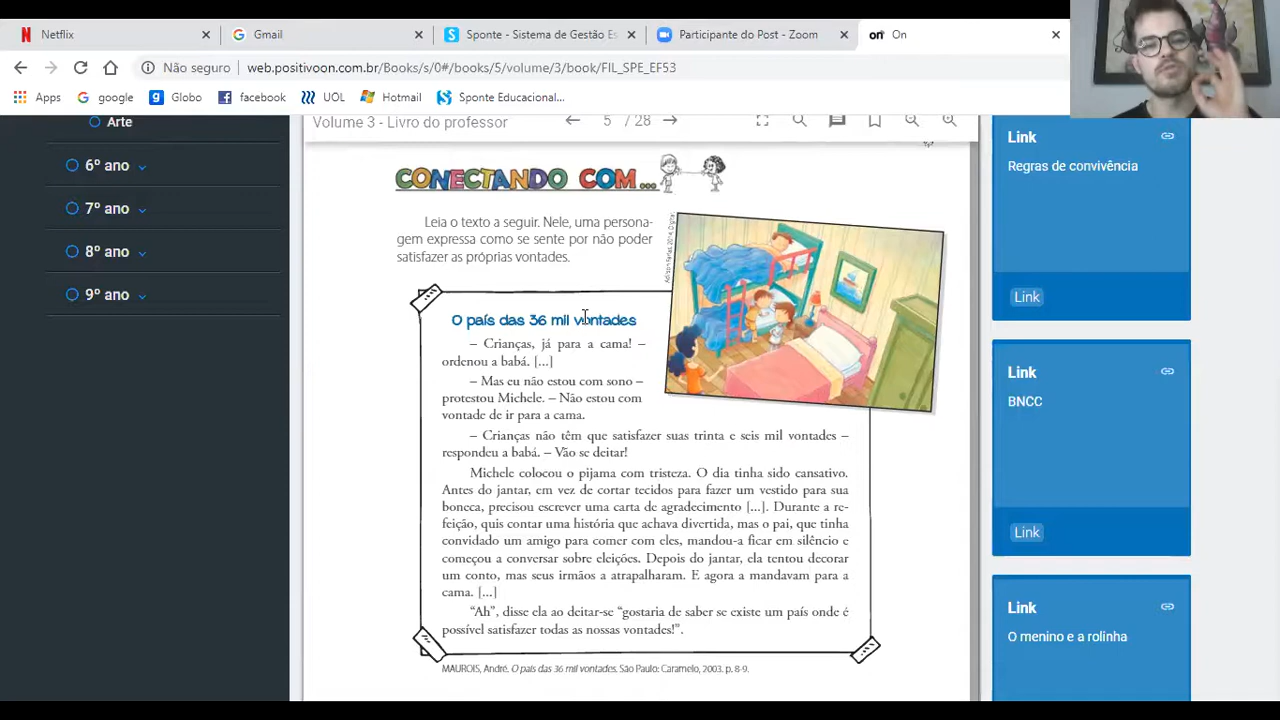 Netflix
Gmail
Sponte - Sistema de Gestão Es
Participante do Post - Zoom
on
On
Não seguro
web.positivoon.com.br/Books/s/0#/books/5/volume/3/book/FIL_SPE_EF53
Apps
google
Globo
facebook
UOL
Hotmail
Sponte Educacional...
Arte
6º ano
7º ano
8º ano
9º ano
Volume 3 - Livro do professor
5 / 28
CONECTANDO COM...
Leia o texto a seguir. Nele, uma persona-
gem expressa como se sente por não poder
satisfazer as próprias vontades.
O país das 36 mil vontades
– Crianças, já para a cama! –
ordenou a babá. [...]
– Mas eu não estou com sono –
protestou Michele. – Não estou com
vontade de ir para a cama.
– Crianças não têm que satisfazer suas trinta e seis mil vontades –
respondeu a babá. – Vão se deitar!
Michele colocou o pijama com tristeza. O dia tinha sido cansativo.
Antes do jantar, em vez de cortar tecidos para fazer um vestido para sua
boneca, precisou escrever uma carta de agradecimento [...]. Durante a re-
feição, quis contar uma história que achava divertida, mas o pai, que tinha
convidado um amigo para comer com eles, mandou-a ficar em silêncio e
começou a conversar sobre eleições. Depois do jantar, ela tentou decorar
um conto, mas seus irmãos a atrapalharam. E agora a mandavam para a
cama. [...]
“Ah”, disse ela ao deitar-se “gostaria de saber se existe um país onde é
possível satisfazer todas as nossas vontades!”.
MAUROIS, André. O país das 36 mil vontades. São Paulo: Caramelo, 2003. p. 8-9.
Link
Regras de convivência
Link
Link
BNCC
Link
Link
O menino e a rolinha